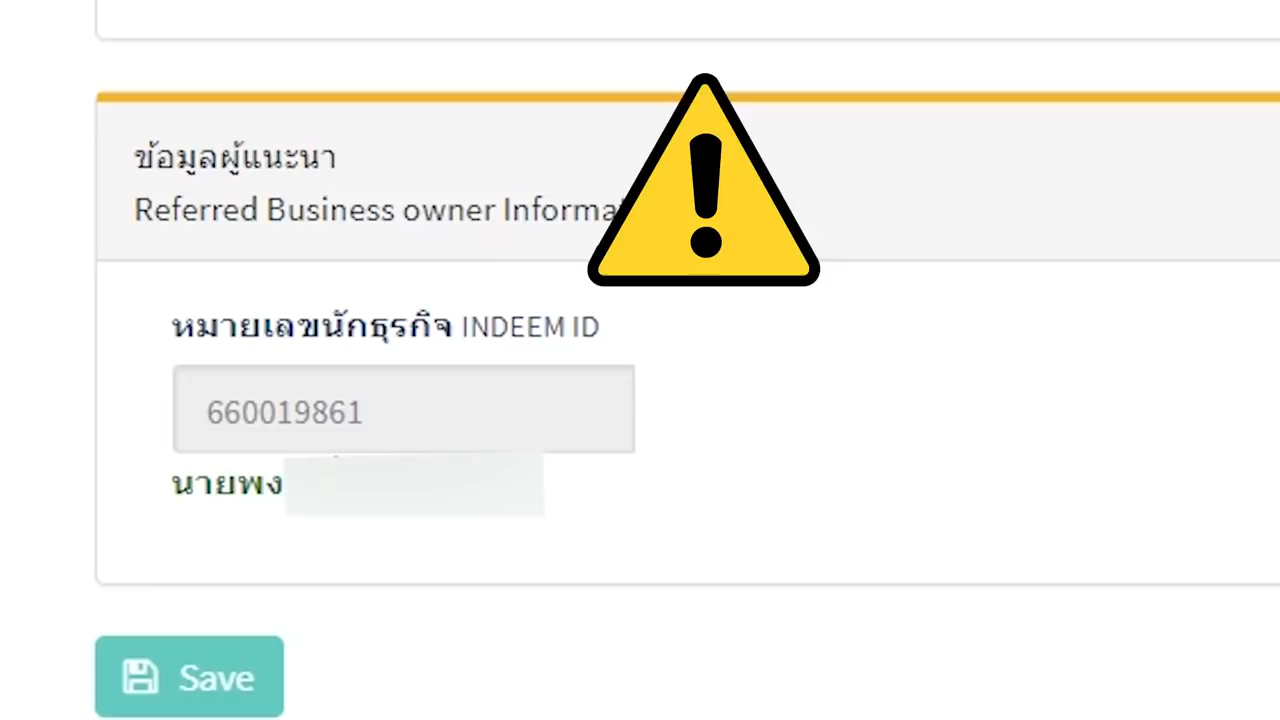 ข้อมูลผู้แนะนำ
Referred Business owner
หมายเลขนักธุรกิจ INDEEM ID
660019861
นายพง
Save